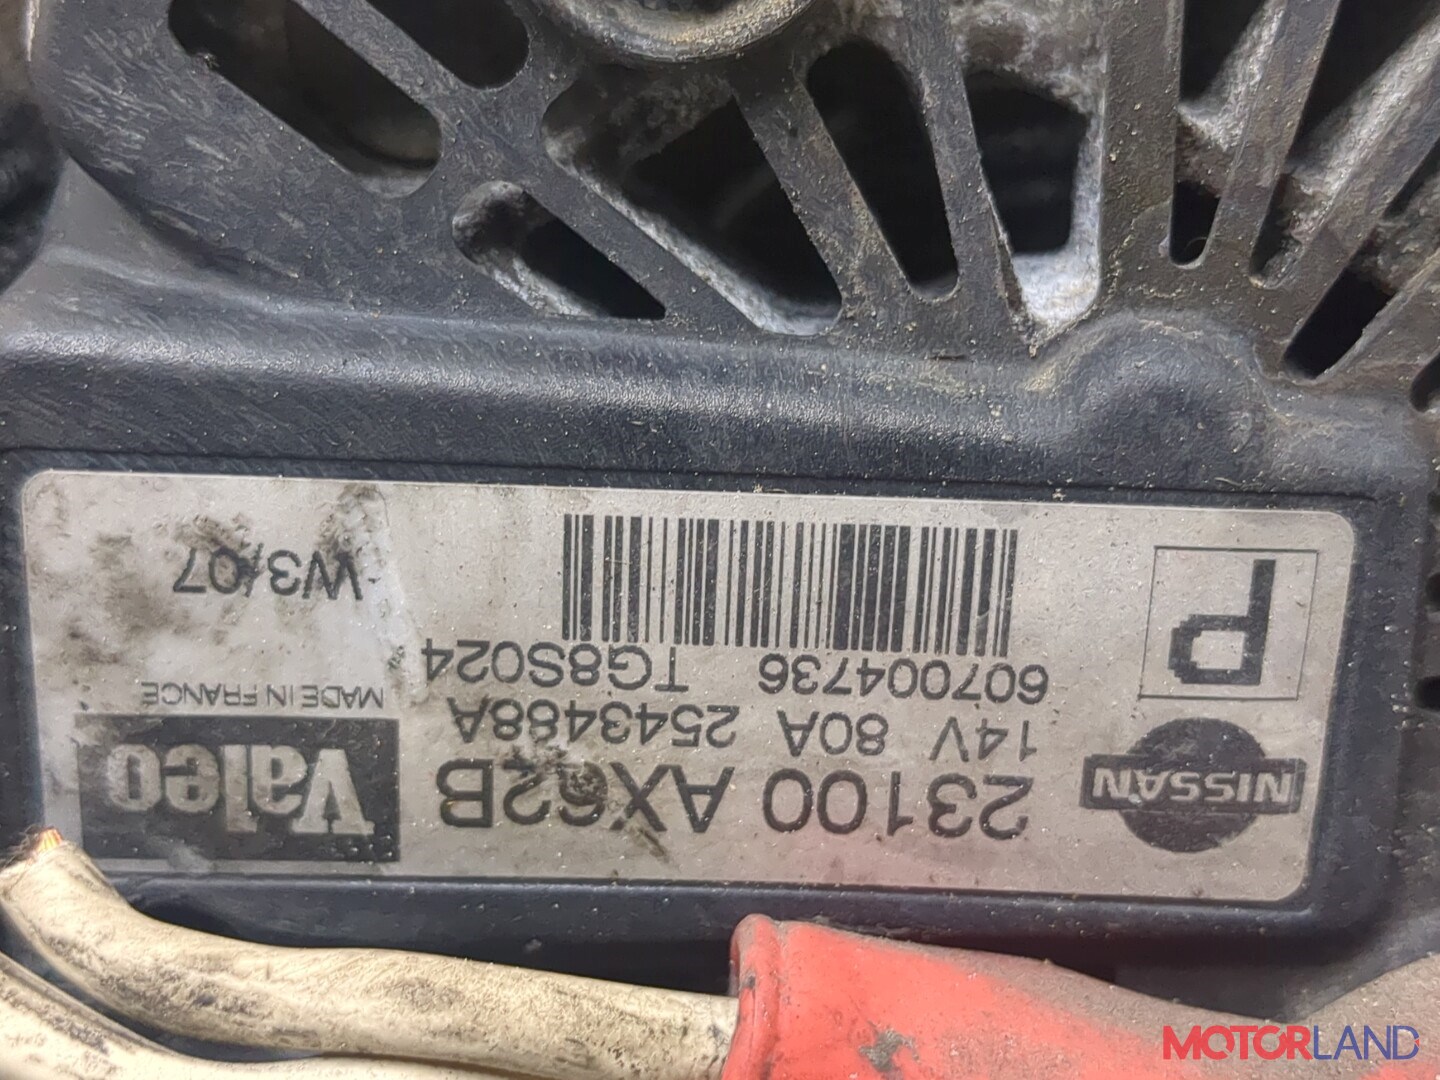 NISSAN
23100 AX62B
Valeo
14V 80A 2543488A
MADE IN FRANCE
607004736 TG8S024
P
W3/07
MOTORLAND